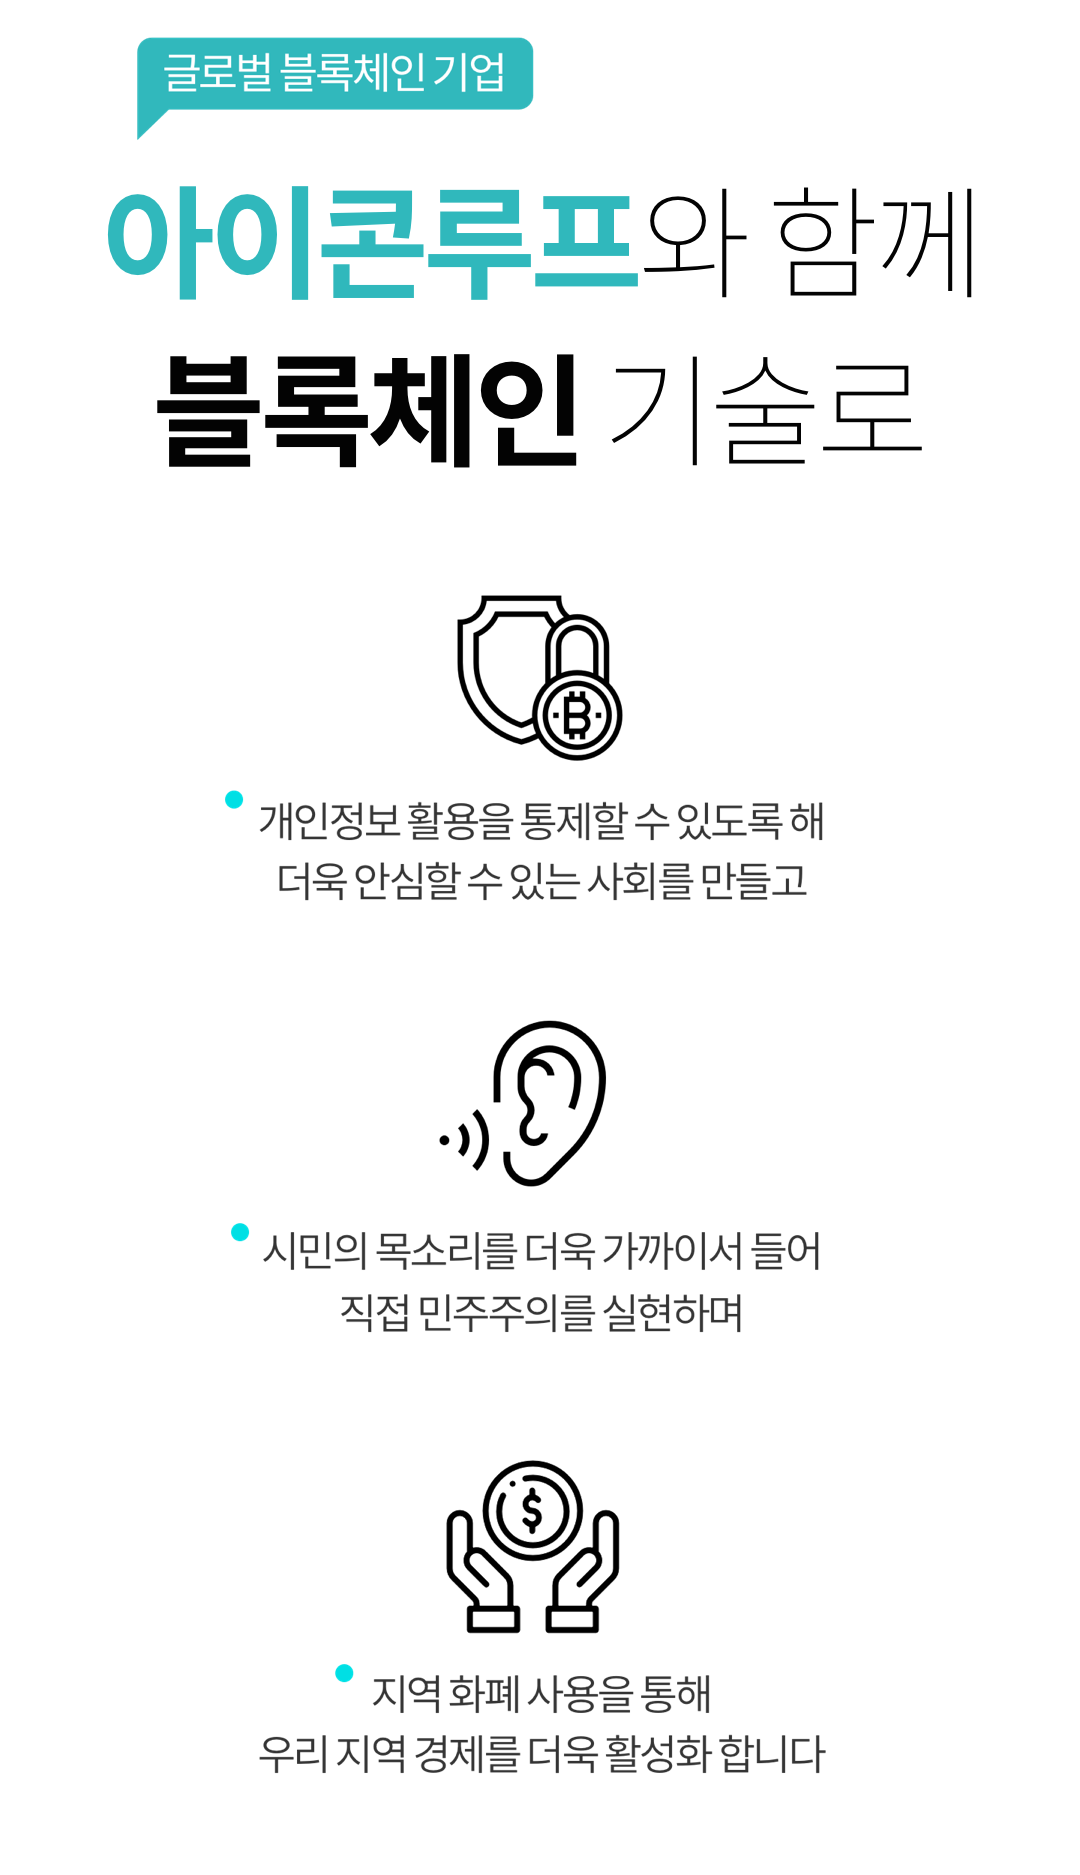 글로벌 블록체인 기업
아이콘루프와 함께
블록체인 기술로
개인정보 활용을 통제할 수 있도록 해
더욱 안심할 수 있는 사회를 만들고
시민의 목소리를 더욱 가까이서 들어
직접 민주주의를 실현하며
지역 화폐 사용을 통해
우리 지역 경제를 더욱 활성화 합니다